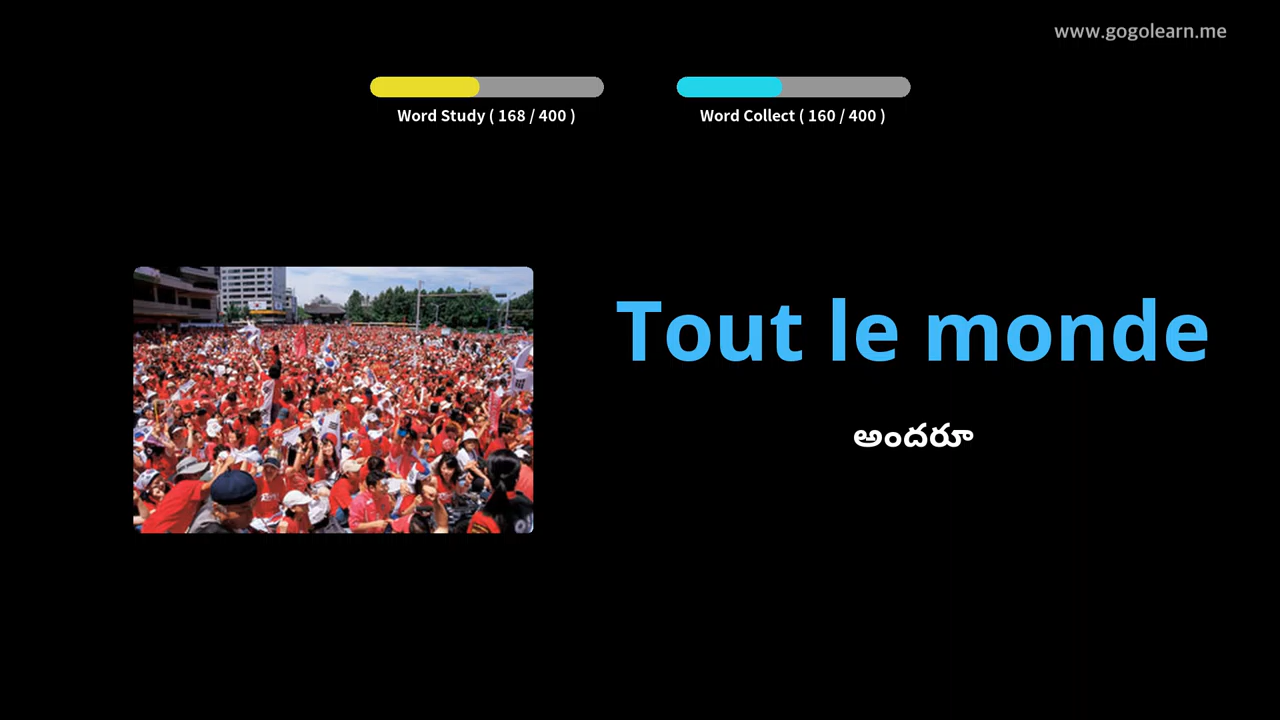 www.gogolearn.me
Word Study ( 168 / 400 )
Word Collect ( 160 / 400 )
Tout le monde
అందరూ